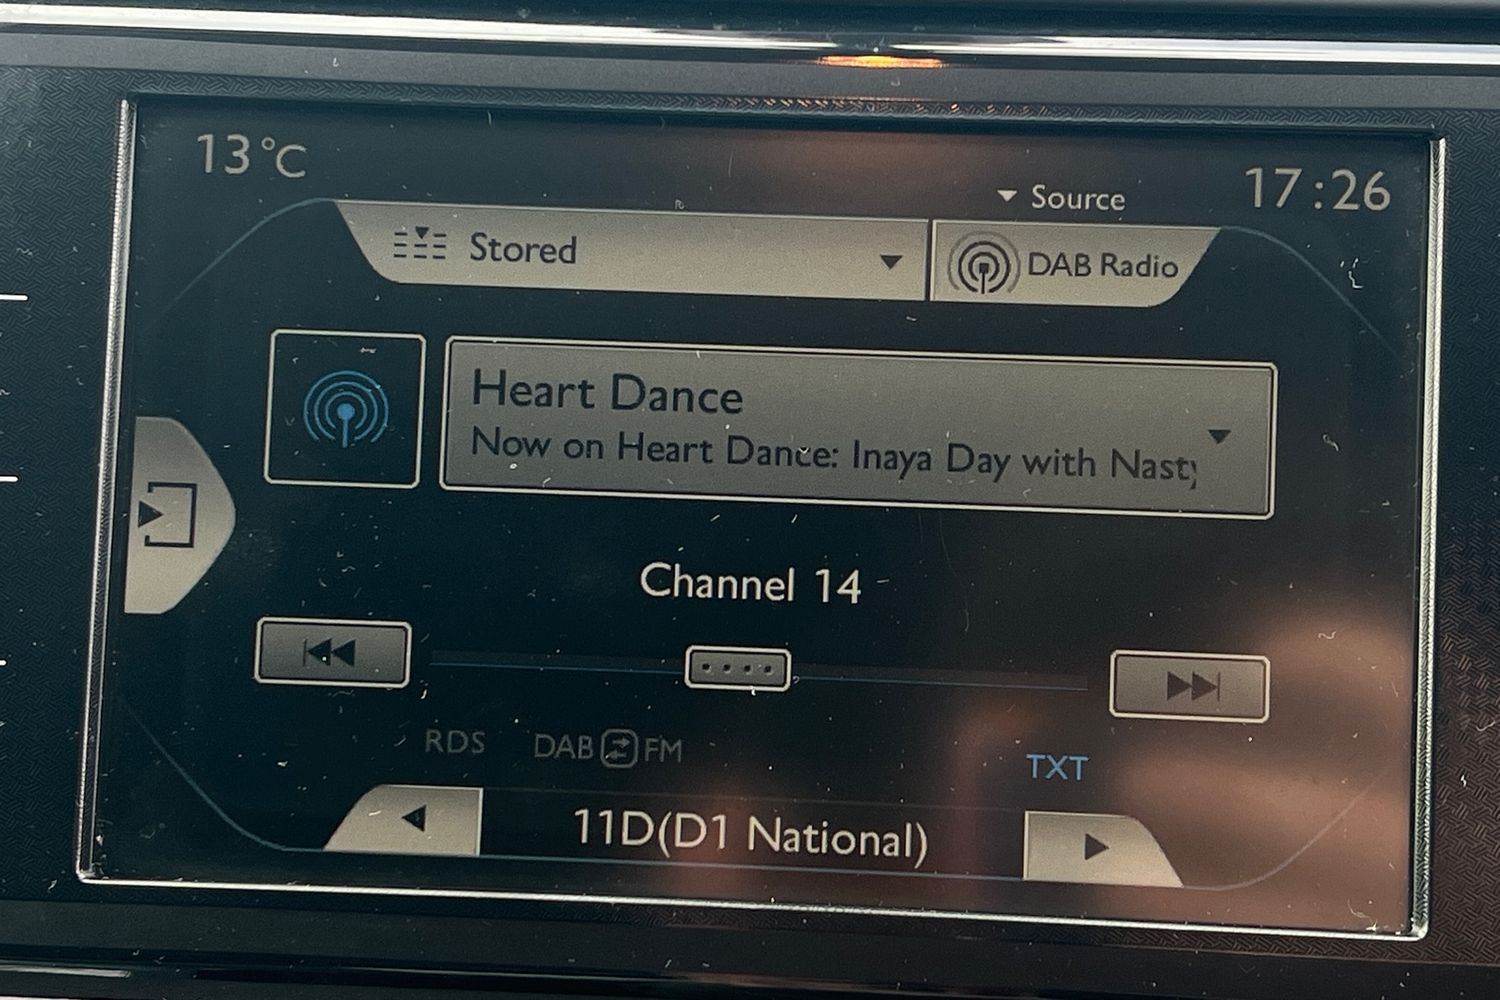 13°C
17:26
Source
Stored
DAB Radio
Heart Dance
Now on Heart Dance: Inaya Day with Nasty
Channel 14
RDS
DAB FM
TXT
11D(D1 National)